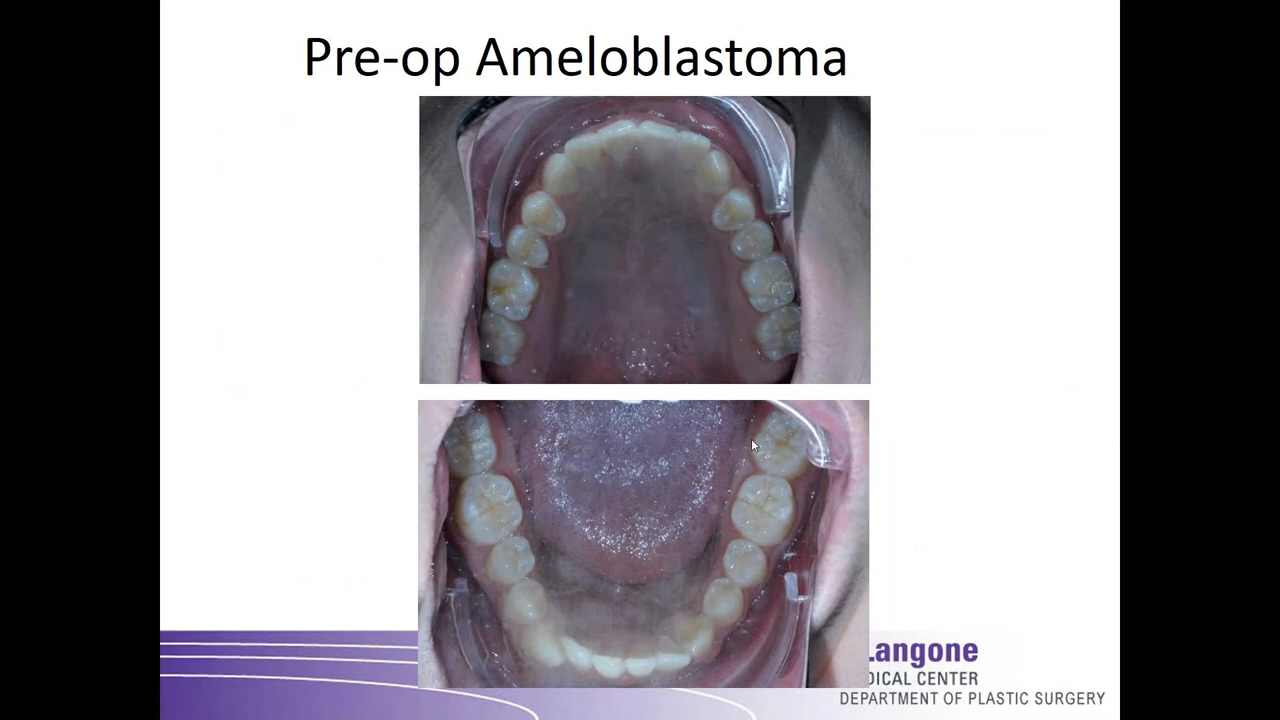 Pre-op Ameloblastoma
Langone
DICAL CENTER
DEPARTMENT OF PLASTIC SURGERY